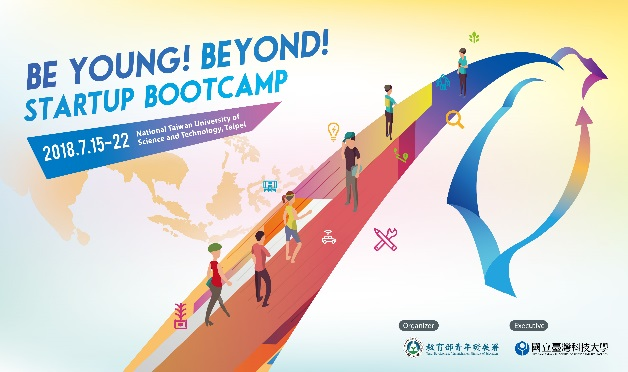 BE YOUNG! BEYOND!
STARTUP BOOTCAMP
2018.7.15-22
National Taiwan University of
Science and Technology, Taipei
Organizer
教育部青年發展署
Executive
國立臺灣科技大學